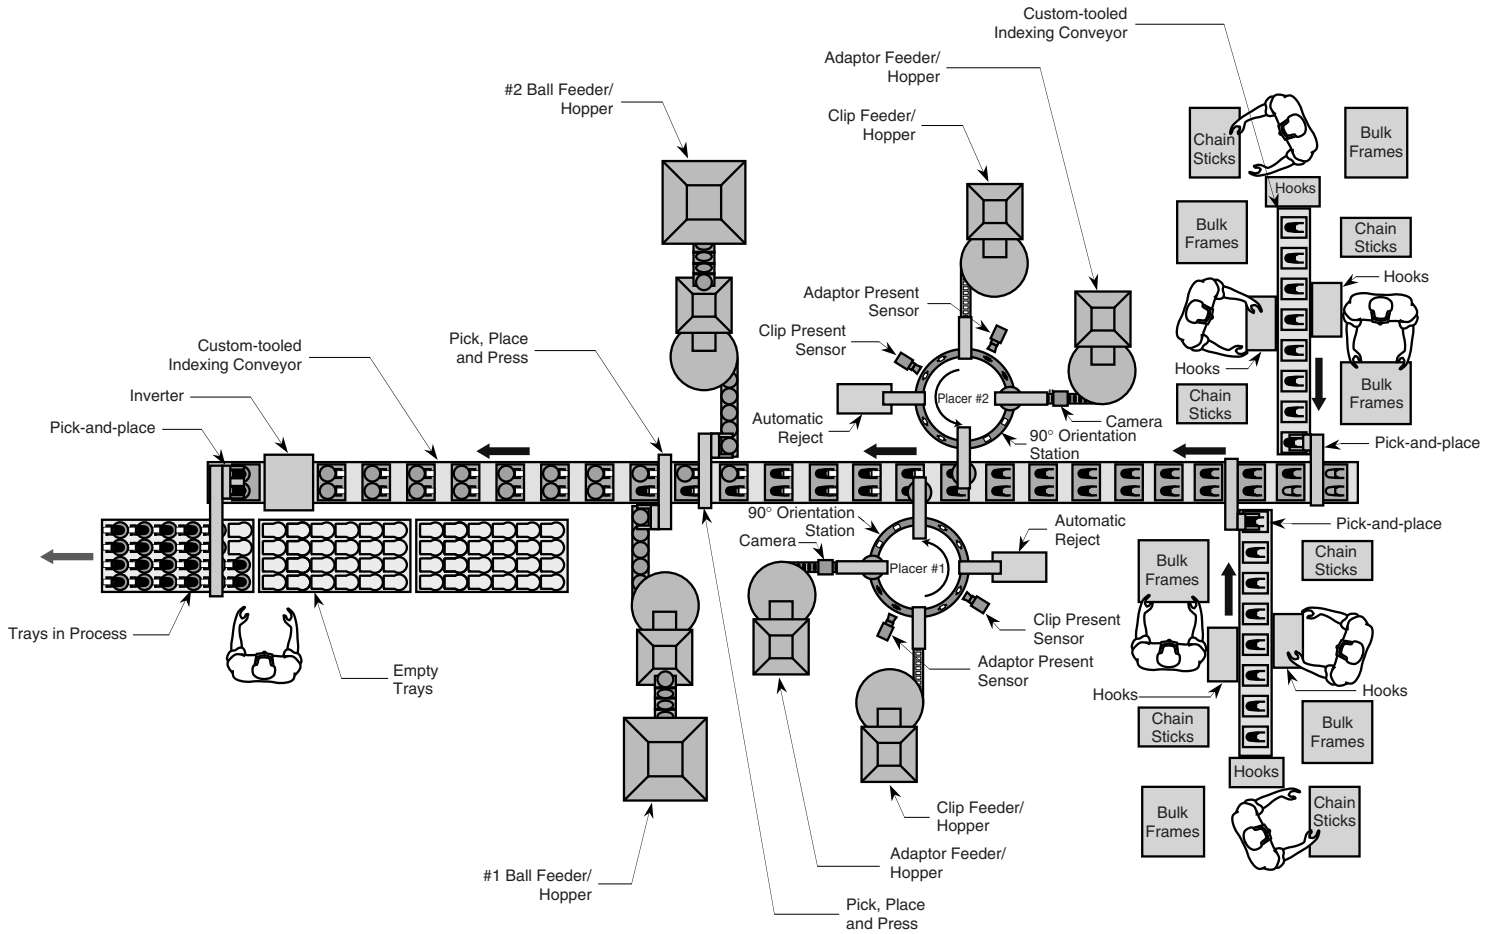 Custom-tooled
Indexing Conveyor
Adaptor Feeder/
Hopper
#2 Ball Feeder/
Hopper
Clip Feeder/
Hopper
Chain
Sticks
Bulk
Frames
Hooks
Bulk
Frames
Chain
Sticks
Hooks
Adaptor Present
Sensor
Clip Present
Sensor
Pick, Place
and Press
Custom-tooled
Indexing Conveyor
Hooks
Inverter
Chain
Sticks
Bulk
Frames
Placer #2
Automatic
Reject
Camera
90° Orientation
Station
Pick-and-place
Pick-and-place
90° Orientation
Station
Automatic
Reject
Pick-and-place
Camera
Placer #1
Bulk
Frames
Chain
Sticks
Clip Present
Sensor
Trays in Process
Empty
Trays
Adaptor Present
Sensor
Hooks
Hooks
Chain
Sticks
Bulk
Frames
Hooks
Bulk
Frames
Chain
Sticks
Clip Feeder/
Hopper
Adaptor Feeder/
Hopper
#1 Ball Feeder/
Hopper
Pick, Place
and Press